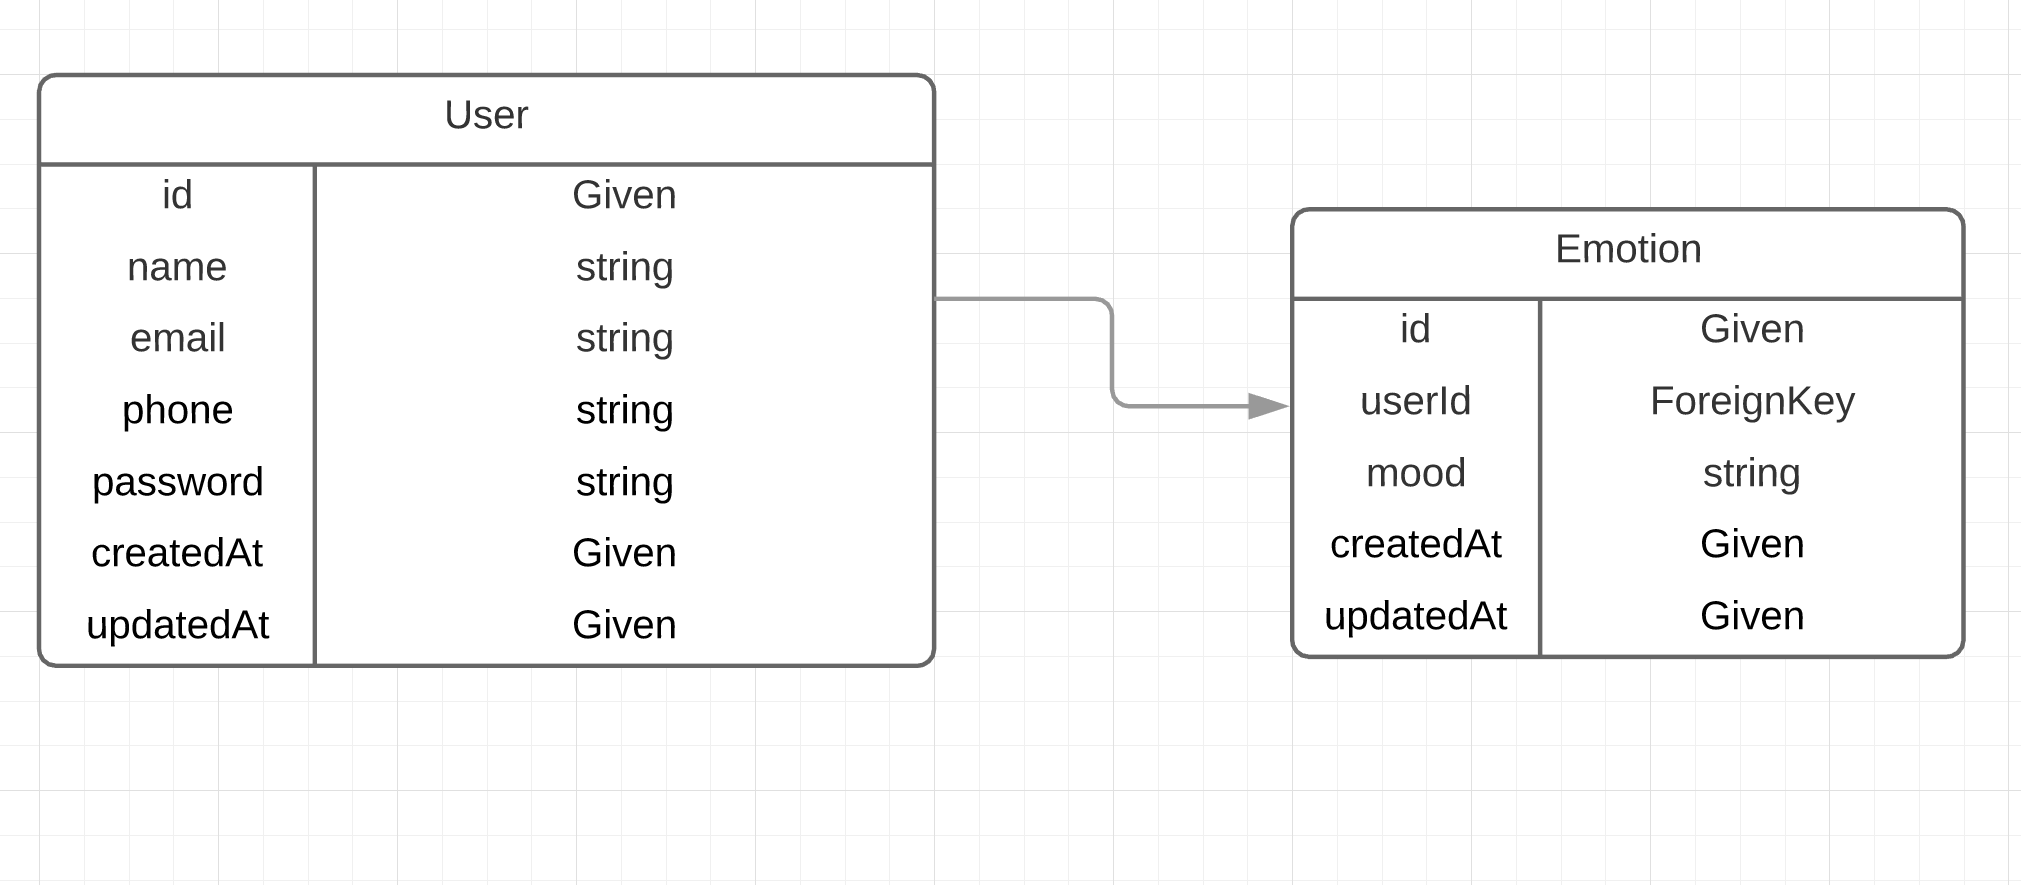 User
id Given
name string
email string
phone string
password string
createdAt Given
updatedAt Given
Emotion
id Given
userId ForeignKey
mood string
createdAt Given
updatedAt Given